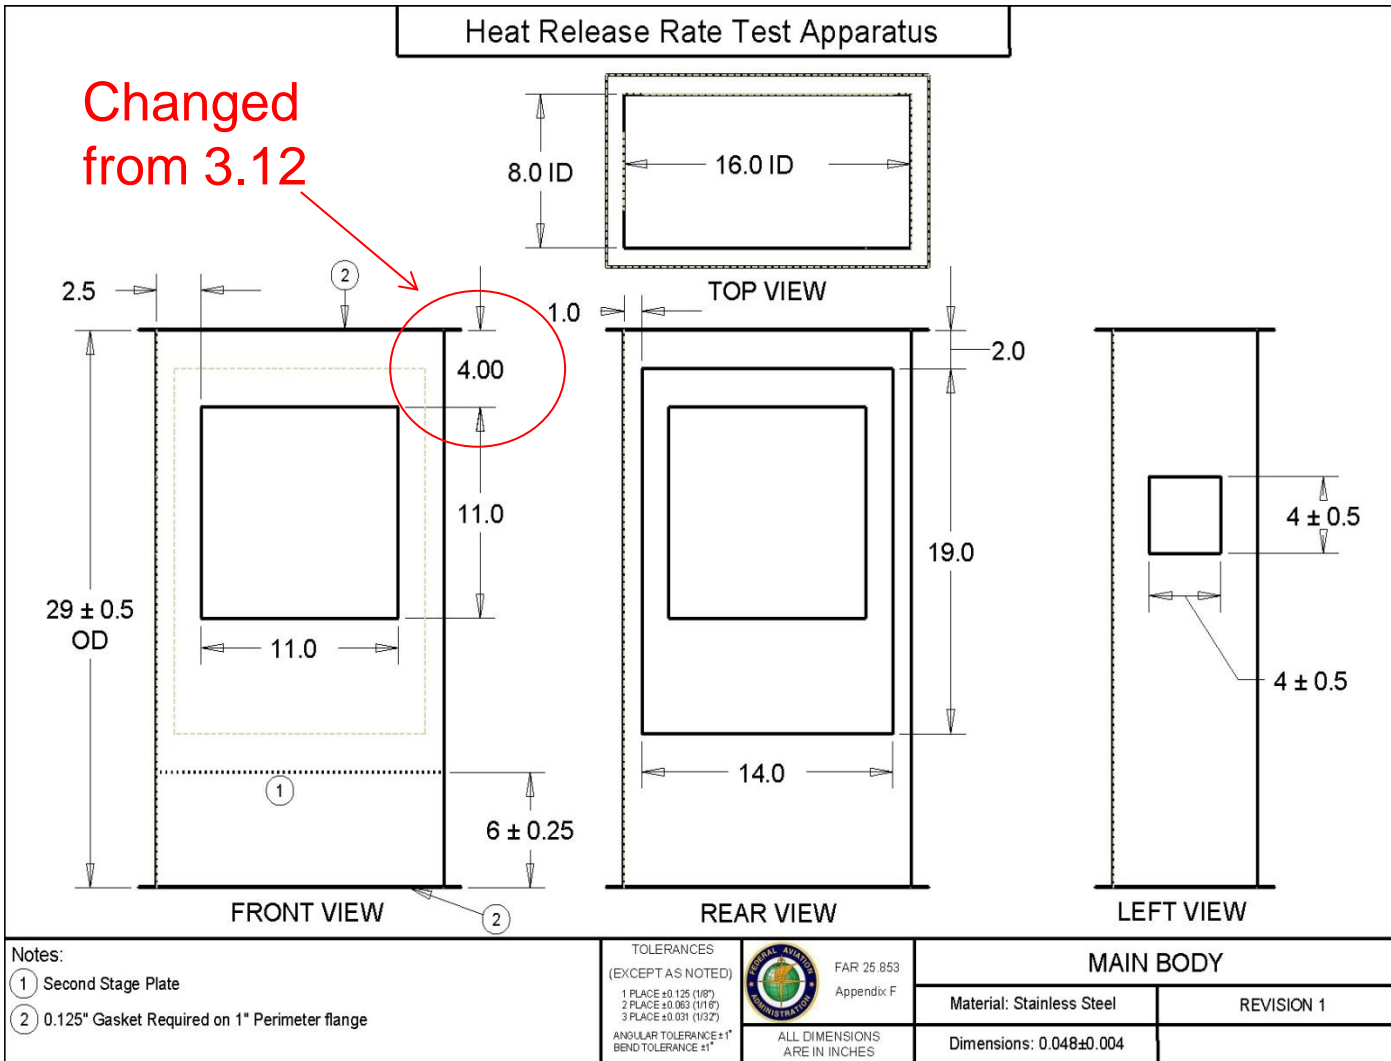 Heat Release Rate Test Apparatus
Changed
from 3.12
8.0 ID
16.0 ID
TOP VIEW
2.5
2
1.0
4.00
2.0
11.0
11.0
29 ± 0.5
OD
19.0
14.0
4 ± 0.5
4 ± 0.5
1
6 ± 0.25
2
FRONT VIEW
REAR VIEW
LEFT VIEW
Notes:
1 Second Stage Plate
2 0.125" Gasket Required on 1" Perimeter flange
TOLERANCES
(EXCEPT AS NOTED)
1 PLACE ±0.125 (1/8")
2 PLACE ±0.063 (1/16")
3 PLACE ±0.031 (1/32")
ANGULAR TOLERANCE ±1°
BEND TOLERANCE ±1°
FEDERAL AVIATION
ADMINISTRATION
FAR 25.853
Appendix F
ALL DIMENSIONS
ARE IN INCHES
MAIN BODY
Material: Stainless Steel
REVISION 1
Dimensions: 0.048±0.004